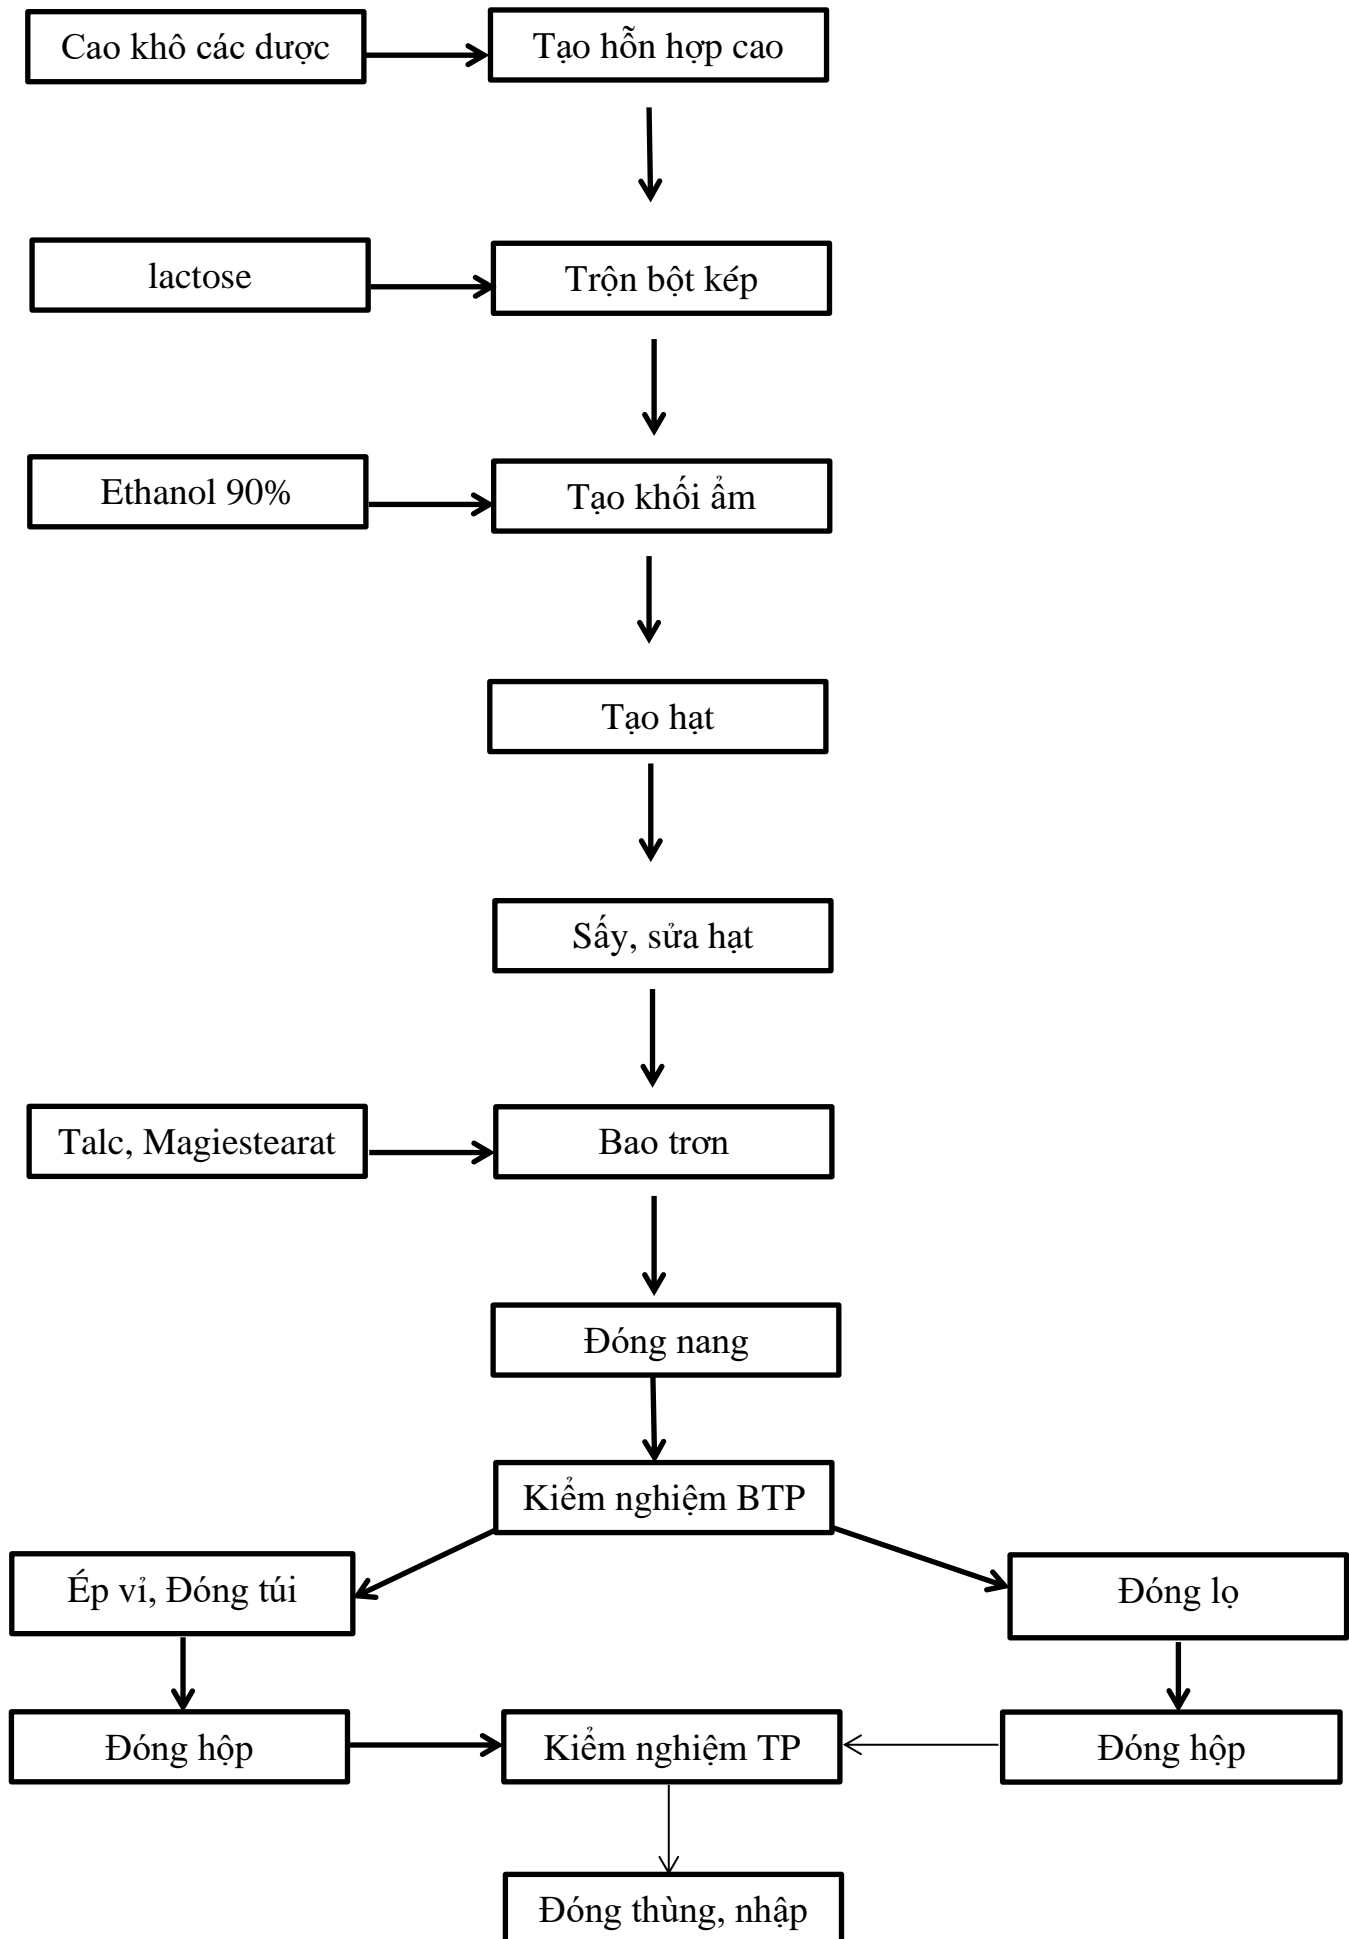 Cao khô các dược
Tạo hỗn hợp cao
lactose
Trộn bột kép
Ethanol 90%
Tạo khối ẩm
Tạo hạt
Sấy, sửa hạt
Talc, Magiestearat
Bao trơn
Đóng nang
Kiểm nghiệm BTP
Ép vỉ, Đóng túi
Đóng lọ
Đóng hộp
Kiểm nghiệm TP
Đóng hộp
Đóng thùng, nhập